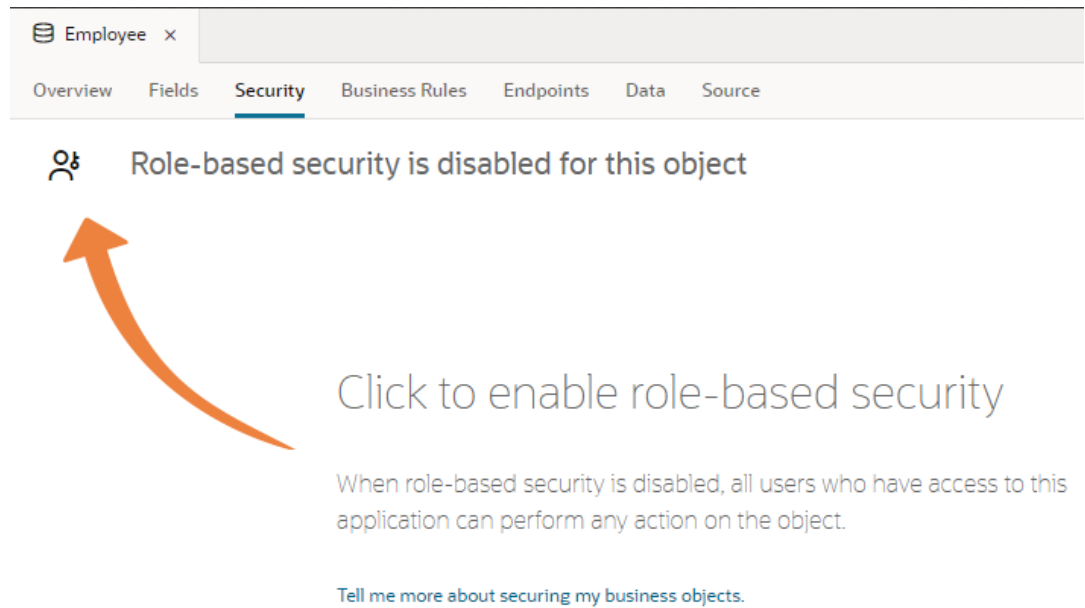 Employee ×
Overview Fields Security Business Rules Endpoints Data Source
Role-based security is disabled for this object
Click to enable role-based security
When role-based security is disabled, all users who have access to this
application can perform any action on the object.
Tell me more about securing my business objects.